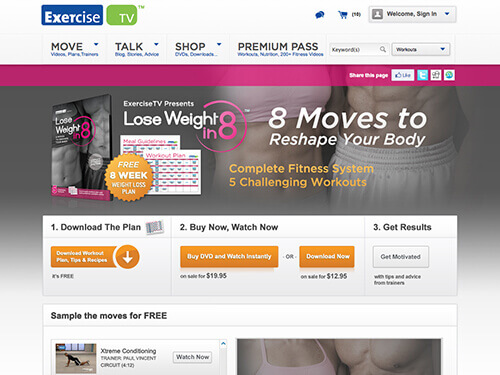 Exercise TV™
(18)
Welcome, Sign In
MOVE
Videos, Plans, Trainers
TALK
Blog, Stories, Advice
SHOP
DVDs, Downloads...
PREMIUM PASS
Workouts, Nutrition, 200+ Fitness Videos
Keyword(s)
Workouts
Share this page
Like
ExerciseTV Presents
Lose Weight
in 8™
8 Moves to
Reshape Your Body
Complete Fitness System
5 Challenging Workouts
Lose Weight
in 8
Meal Guidelines
Workout Plan
FREE
8 WEEK
WEIGHT LOSS
PLAN
1. Download The Plan
Download Workout
Plan, Tips & Recipes
it's FREE
2. Buy Now, Watch Now
Buy DVD and Watch Instantly
on sale for $19.95
- OR -
Download Now
on sale for $12.95
3. Get Results
Get Motivated
with tips and advice
from trainers
Sample the moves for FREE
Xtreme Conditioning
TRAINER: PAUL VINCENT
CIRCUIT (4:12)
Watch Now